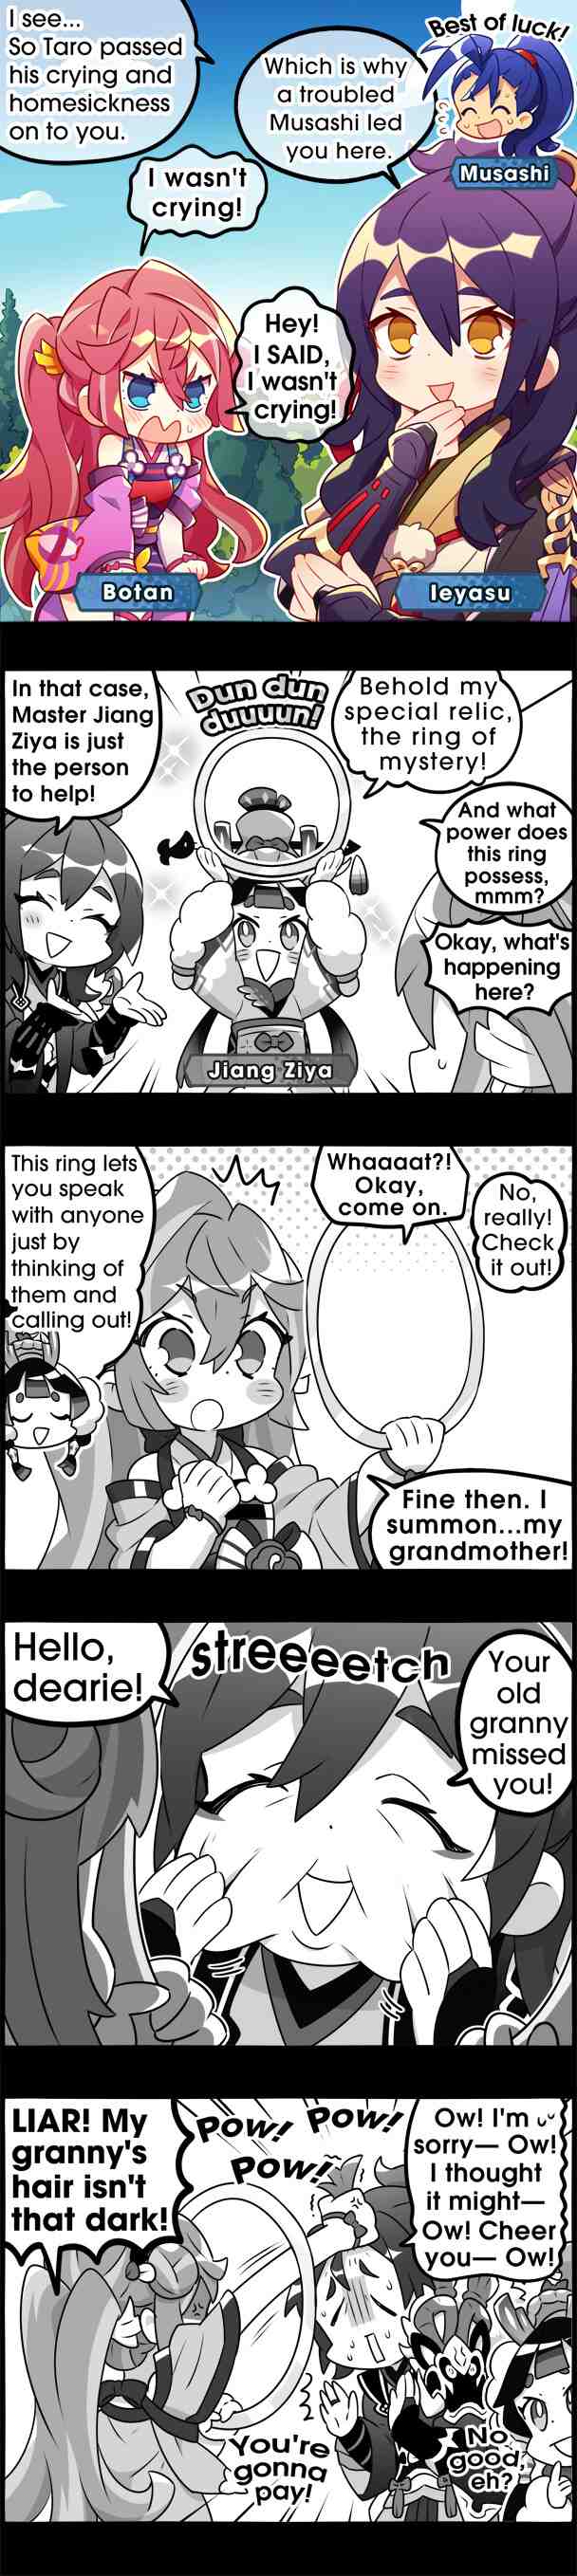 I see...
So Taro passed
his crying and
homesickness
on to you.
Which is why
a troubled
Musashi led
you here.
Best of luck!
Musashi
I wasn't
crying!
Hey!
I SAID,
I wasn't
crying!
Botan
Ieyasu
In that case,
Master Jiang
Ziya is just
the person
to help!
Dun dun
duuuun!
Behold my
special relic,
the ring of
mystery!
And what
power does
this ring
possess,
mmm?
Okay, what's
happening
here?
Jiang Ziya
This ring lets
you speak
with anyone
just by
thinking of
them and
calling out!
Whaaaat?!
Okay,
come on.
No,
really!
Check
it out!
Fine then. I
summon...my
grandmother!
Hello,
dearie!
streeeetch
Your
old
granny
missed
you!
LIAR! My
granny's
hair isn't
that dark!
Pow! Pow!
Pow!
Ow! I'm
sorry— Ow!
I thought
it might—
Ow! Cheer
you— Ow!
You're
gonna
pay!
No
good,
eh?